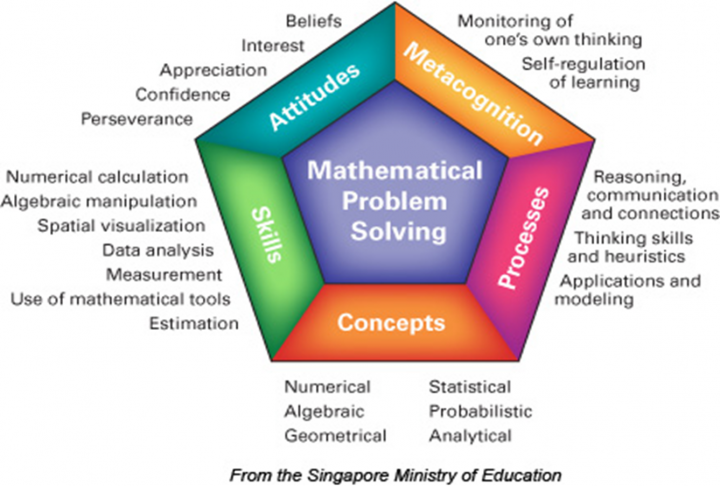 Beliefs
Interest
Appreciation
Confidence
Perseverance
Attitudes
Metacognition
Monitoring of
one's own thinking
Self-regulation
of learning
Mathematical
Problem
Solving
Numerical calculation
Algebraic manipulation
Spatial visualization
Data analysis
Measurement
Use of mathematical tools
Estimation
Skills
Processes
Reasoning,
communication
and connections
Thinking skills
and heuristics
Applications and
modeling
Concepts
Numerical
Algebraic
Geometrical
Statistical
Probabilistic
Analytical
From the Singapore Ministry of Education